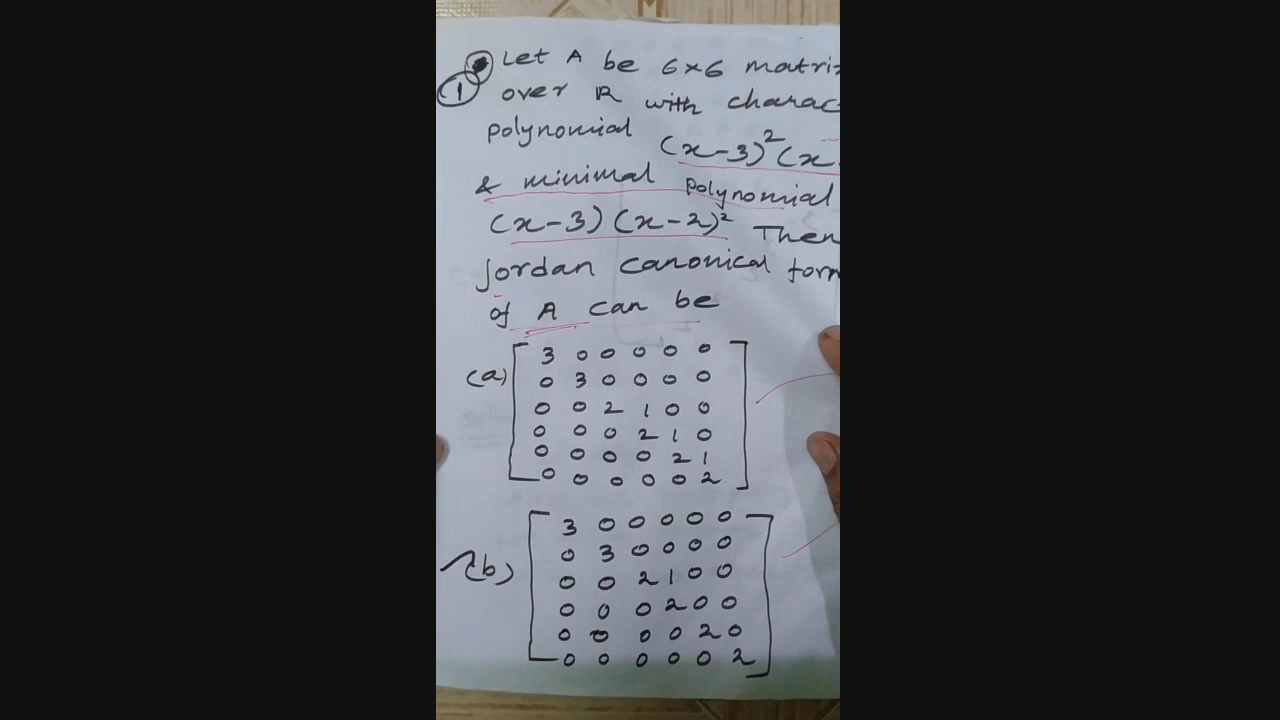 ① Let A be 6x6 matri
over R with charac
polynomial
(x-3)²(x
& minimal polynomial
(x-3) (x-2)² Then
Jordan canonical for
of A can be
(a) [3 0 0 0 0 0
0 3 0 0 0 0
0 0 2 1 0 0
0 0 0 2 1 0
0 0 0 0 2 1
0 0 0 0 0 2]
(b) [3 0 0 0 0 0
0 3 0 0 0 0
0 0 2 1 0 0
0 0 0 2 0 0
0 0 0 0 2 0
0 0 0 0 0 2]